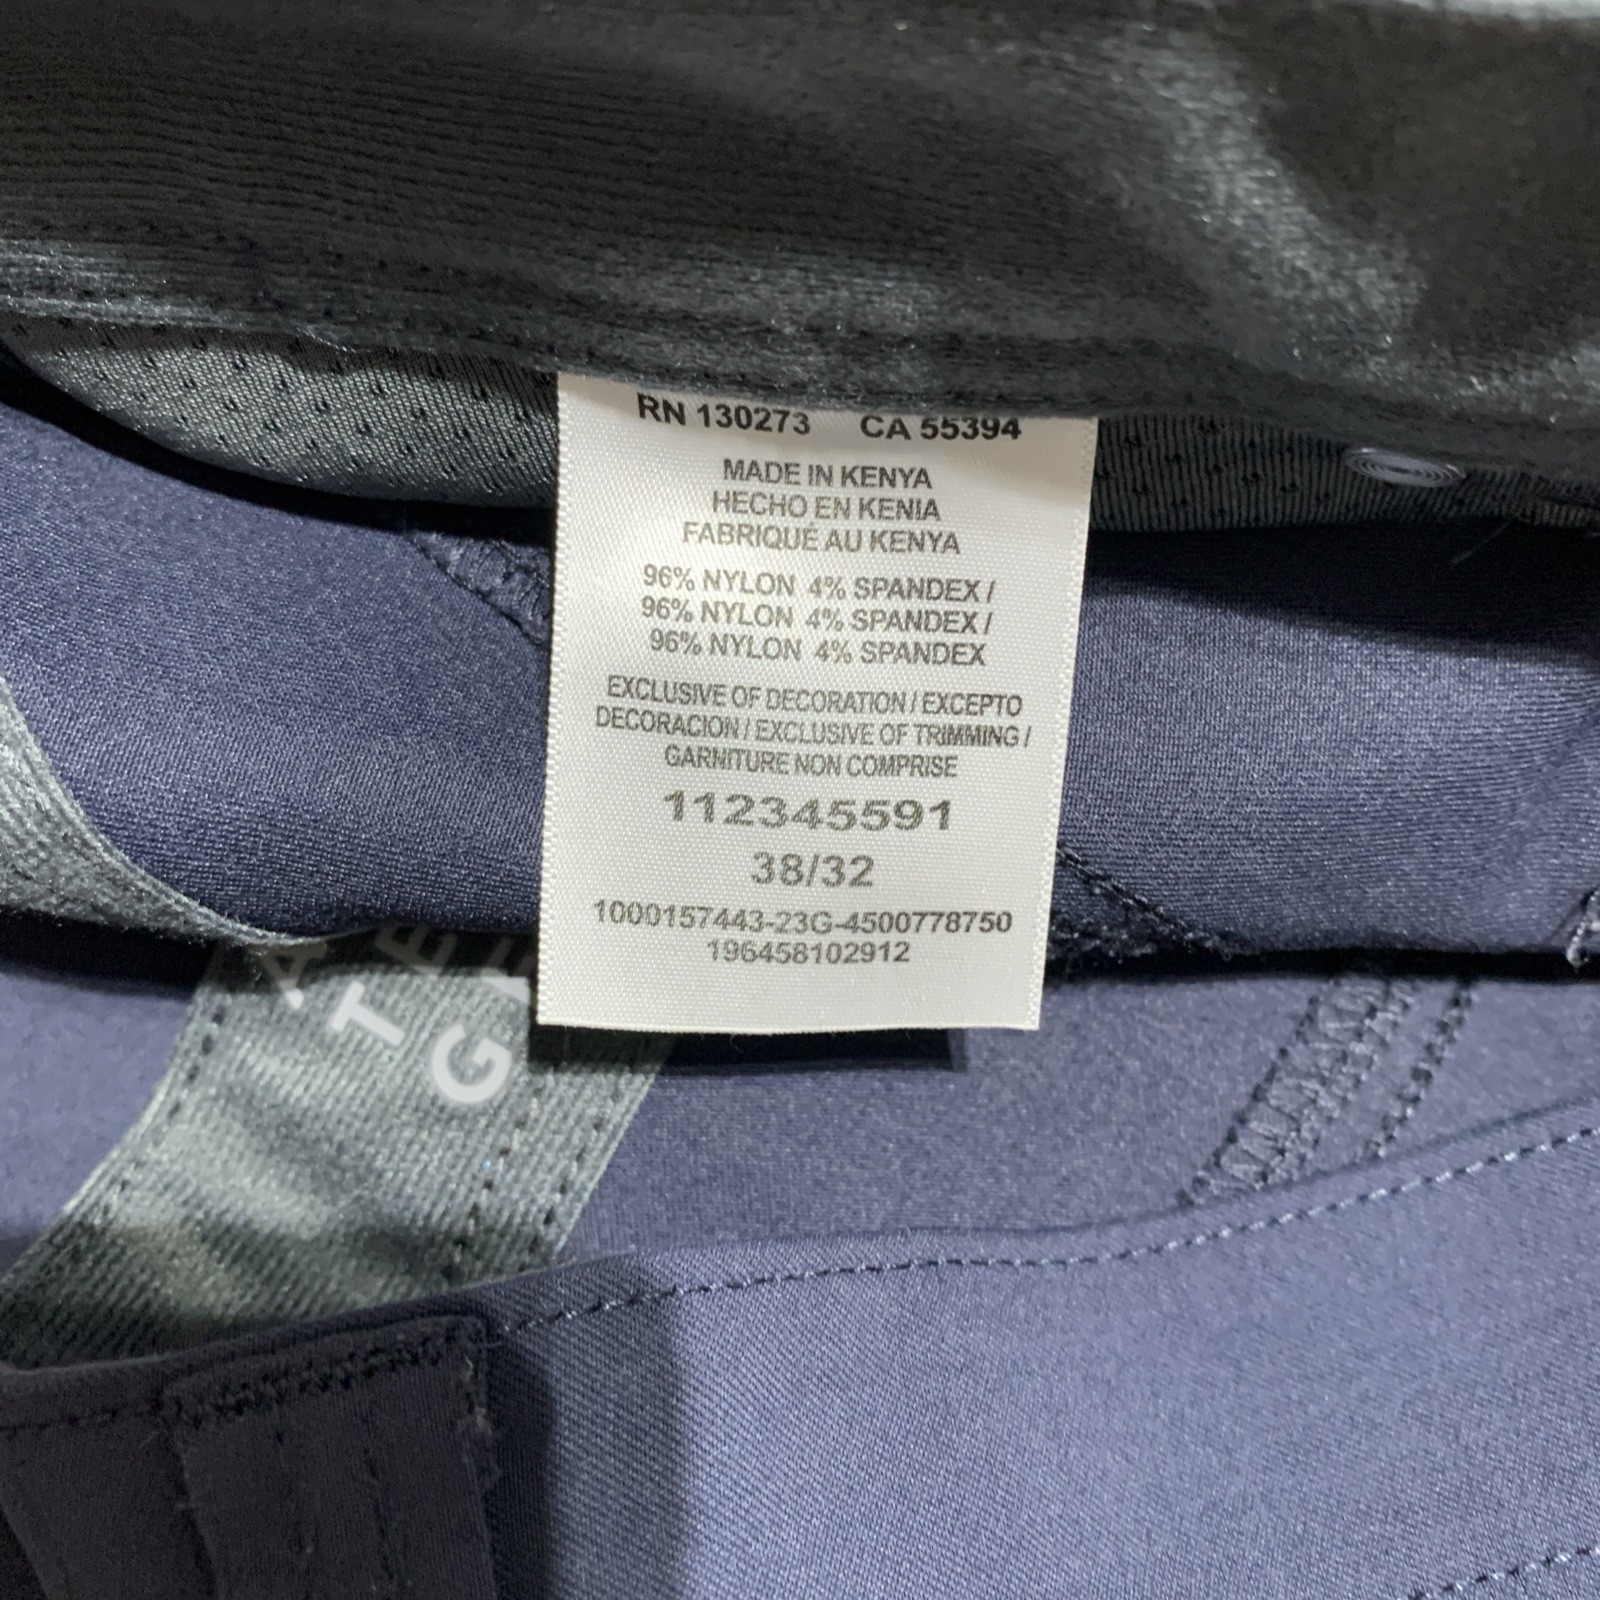 RN 130273 CA 55394
MADE IN KENYA
HECHO EN KENIA
FABRIQUÉ AU KENYA
96% NYLON 4% SPANDEX /
96% NYLON 4% SPANDEX /
96% NYLON 4% SPANDEX
EXCLUSIVE OF DECORATION / EXCEPTO
DECORACION / EXCLUSIVE OF TRIMMING /
GARNITURE NON COMPRISE
112345591
38/32
1000157443-23G-4500778750
196458102912